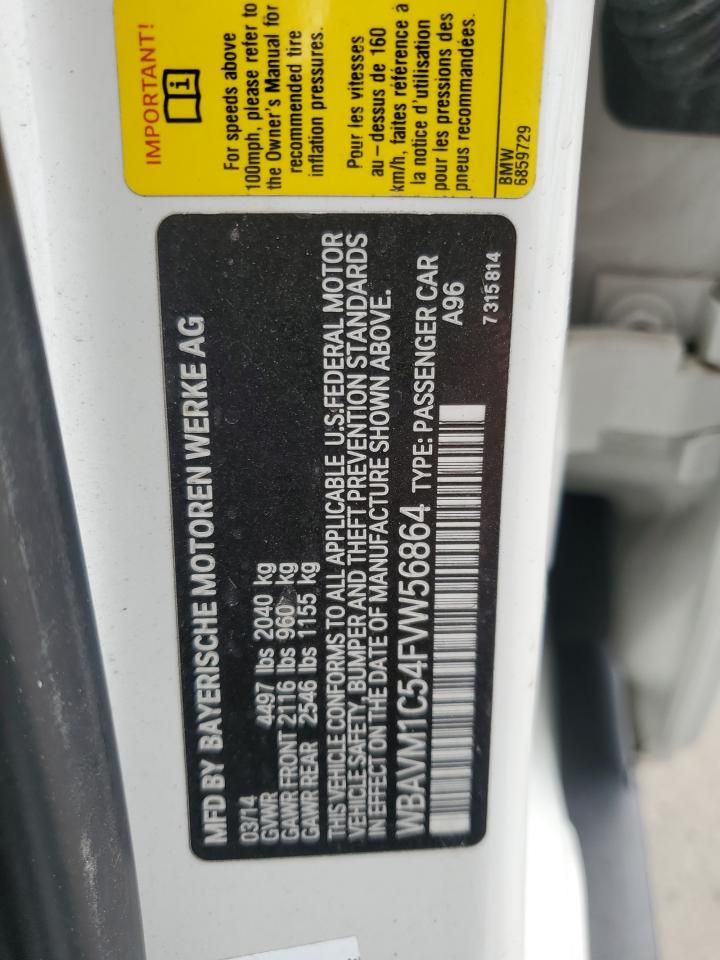 IMPORTANT!
For speeds above
100mph, please refer to
the Owner's Manual for
recommended tire
inflation pressures.
Pour les vitesses
au-dessus de 160
km/h, faites référence à
la notice d'utilisation
pour les pressions des
pneus recommandées.
BMW
6859729
MFD BY BAYERISCHE MOTOREN WERKE AG
03/14
GVWR 4497 lbs 2040 kg
GAWR FRONT 2116 lbs 960 kg
GAWR REAR 2546 lbs 1155 kg
THIS VEHICLE CONFORMS TO ALL APPLICABLE U.S.FEDERAL MOTOR
VEHICLE SAFETY, BUMPER AND THEFT PREVENTION STANDARDS
IN EFFECT ON THE DATE OF MANUFACTURE SHOWN ABOVE.
WBAVM1C54FVW56864 TYPE: PASSENGER CAR
A96
7 315 814